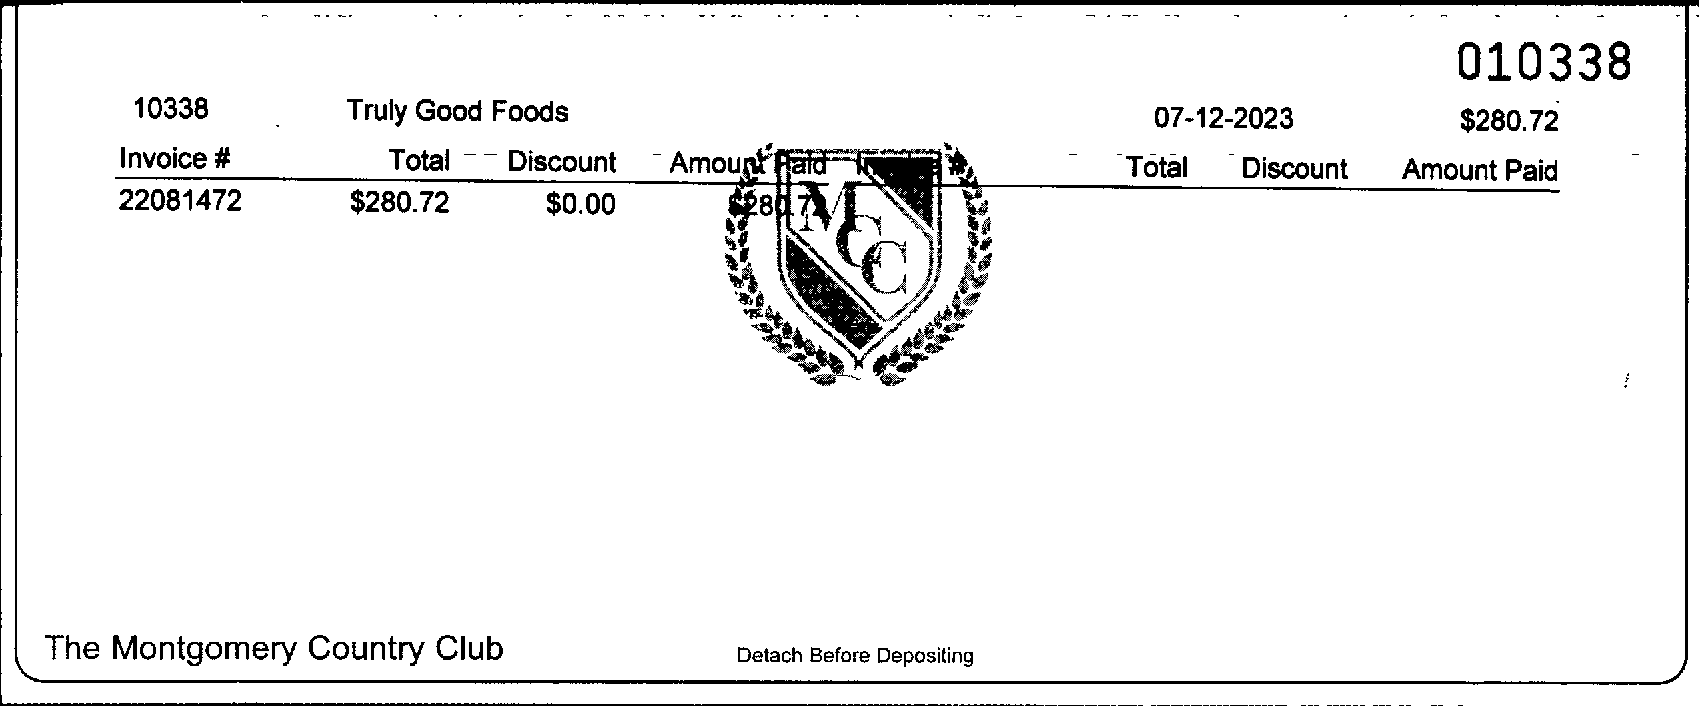 010338
10338 Truly Good Foods 07-12-2023 $280.72
Invoice # Total Discount Amount Paid Invoice # Total Discount Amount Paid
22081472 $280.72 $0.00 $280.72
MCC
The Montgomery Country Club Detach Before Depositing